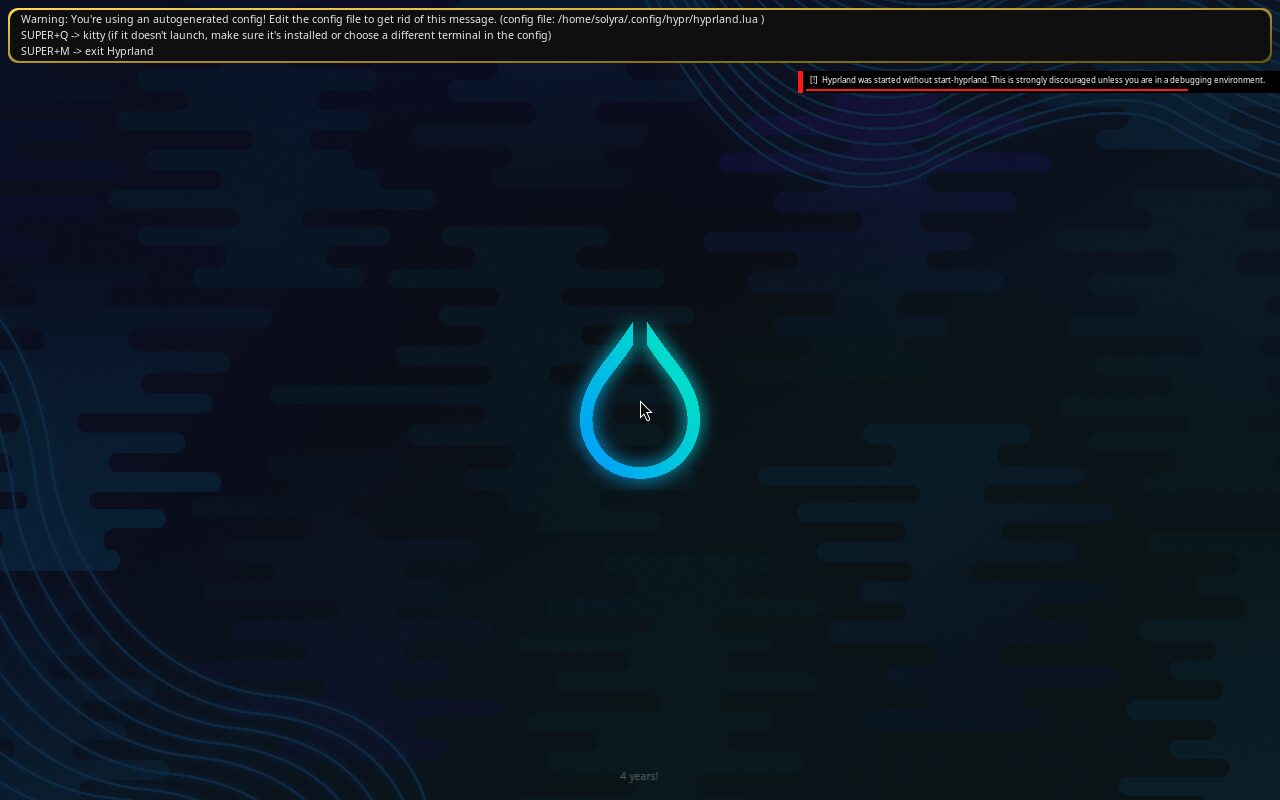 Warning: You're using an autogenerated config! Edit the config file to get rid of this message. (config file: /home/solyra/.config/hypr/hyprland.lua )
SUPER+Q -> kitty (if it doesn't launch, make sure it's installed or choose a different terminal in the config)
SUPER+M -> exit Hyprland
[!] Hyprland was started without start-hyprland. This is strongly discouraged unless you are in a debugging environment.
4 years!